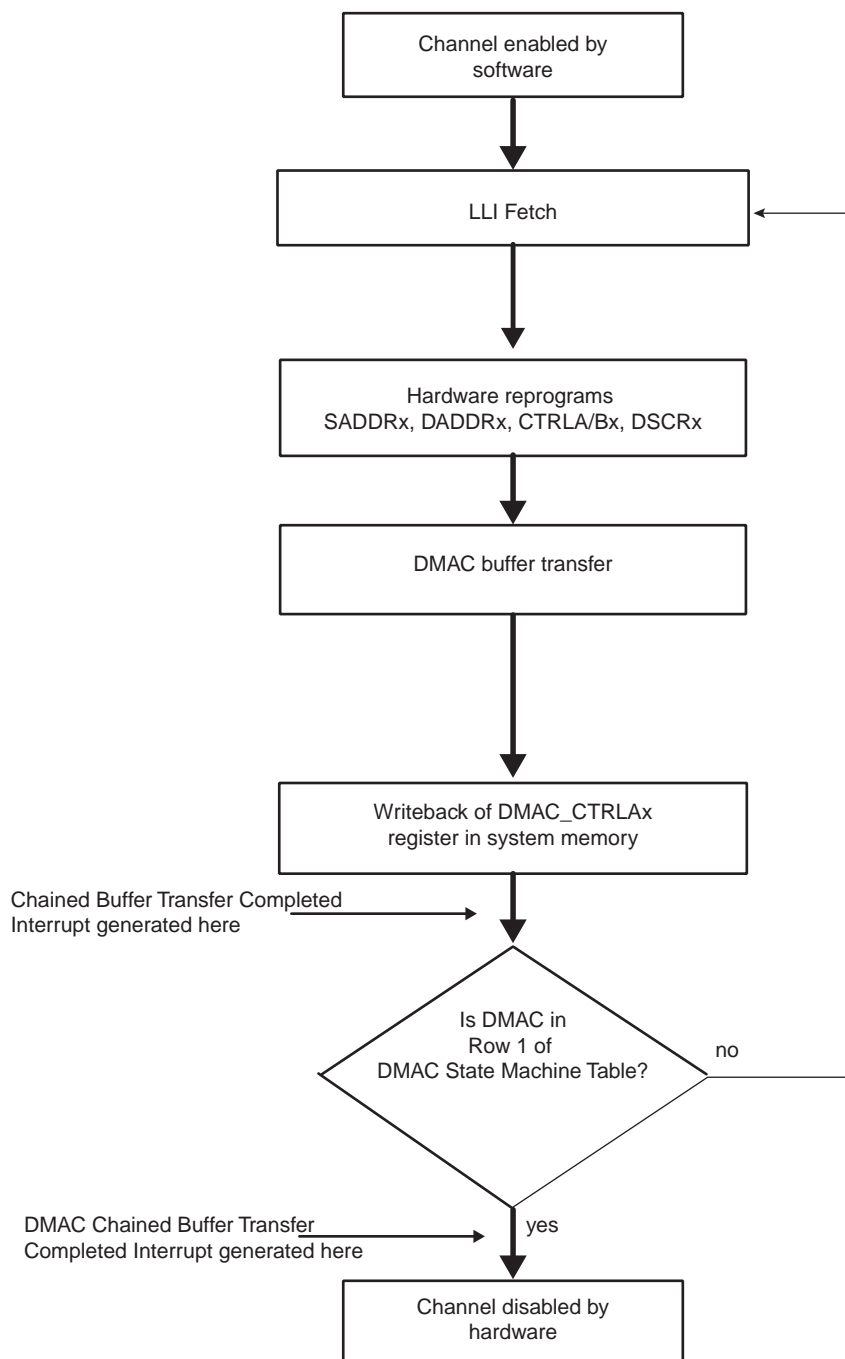 Channel enabled by
software
LLI Fetch
Hardware reprograms
SADDRx, DADDRx, CTRLA/Bx, DSCRx
DMAC buffer transfer
Writeback of DMAC_CTRLAx
register in system memory
Chained Buffer Transfer Completed
Interrupt generated here
Is DMAC in
Row 1 of
DMAC State Machine Table?
no
DMAC Chained Buffer Transfer
Completed Interrupt generated here
yes
Channel disabled by
hardware